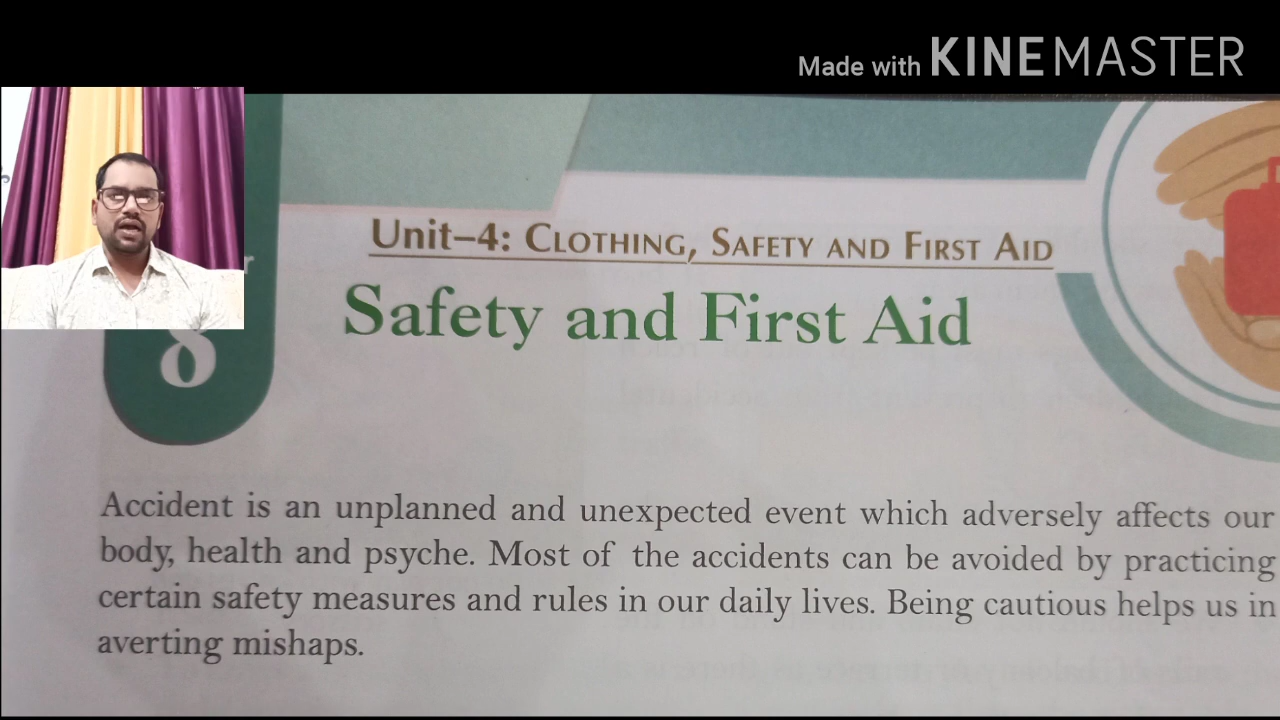 Made with KINEMASTER
Unit–4: CLOTHING, SAFETY AND FIRST AID
Safety and First Aid
8
Accident is an unplanned and unexpected event which adversely affects our
body, health and psyche. Most of the accidents can be avoided by practicing
certain safety measures and rules in our daily lives. Being cautious helps us in
averting mishaps.